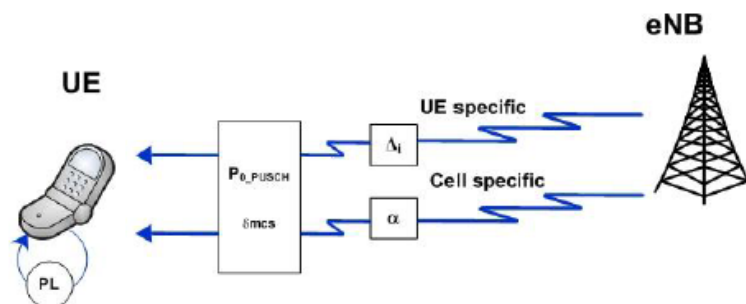 eNB
UE
UE specific
Δi
P0_PUSCH
Cell specific
δmcs
α
PL